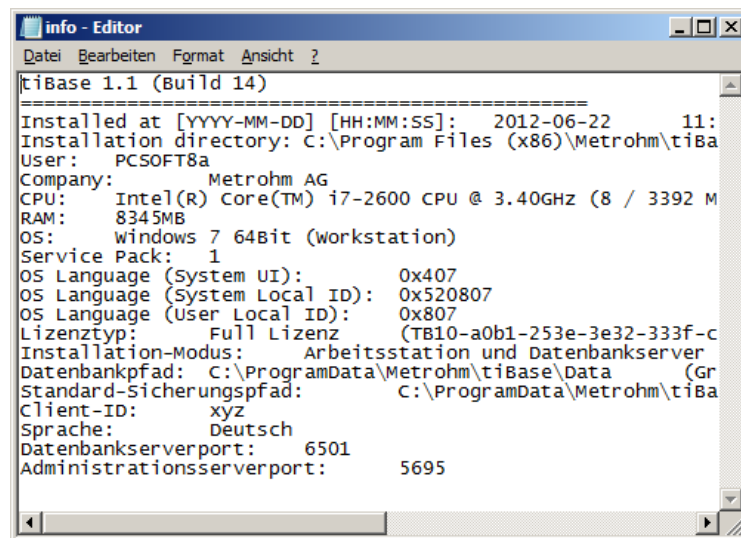 info - Editor
Datei Bearbeiten Format Ansicht ?
tiBase 1.1 (Build 14)
================================================
Installed at [YYYY-MM-DD] [HH:MM:SS]: 2012-06-22 11:
Installation directory: C:\Program Files (x86)\Metrohm\tiBa
User: PCSOFT8a
Company: Metrohm AG
CPU: Intel(R) Core(TM) i7-2600 CPU @ 3.40GHz (8 / 3392 M
RAM: 8345MB
OS: Windows 7 64Bit (Workstation)
Service Pack: 1
OS Language (System UI): 0x407
OS Language (System Local ID): 0x520807
OS Language (User Local ID): 0x807
Lizenztyp: Full Lizenz (TB10-a0b1-253e-3e32-333f-c
Installation-Modus: Arbeitsstation und Datenbankserver
Datenbankpfad: C:\ProgramData\Metrohm\tiBase\Data (Gr
Standard-Sicherungspfad: C:\ProgramData\Metrohm\tiBa
Client-ID: xyz
Sprache: Deutsch
Datenbankserverport: 6501
Administrationsserverport: 5695